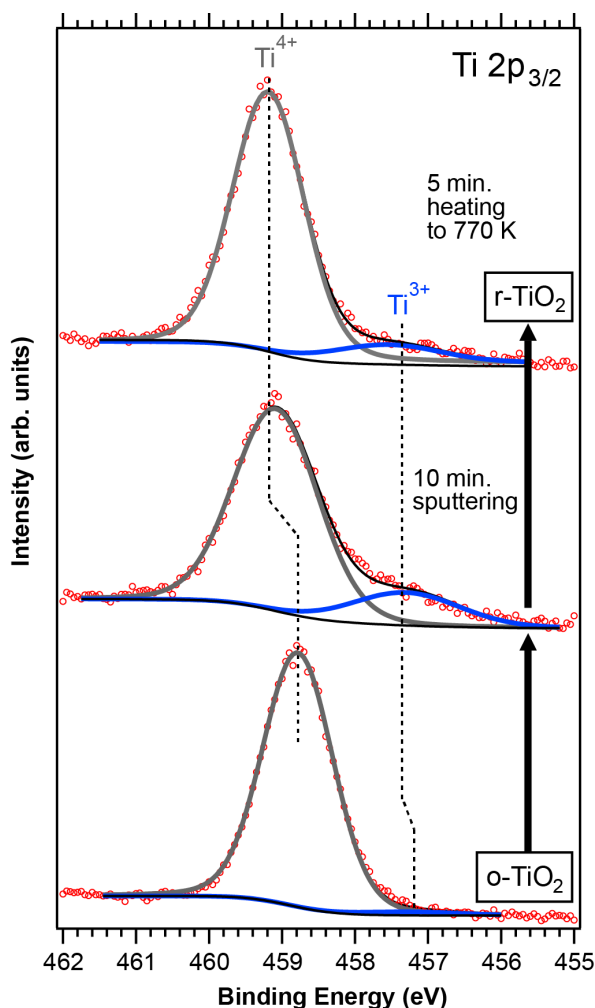 Ti⁴⁺
Ti 2p₃/₂
5 min.
heating
to 770 K
r-TiO₂
Ti³⁺
10 min.
sputtering
o-TiO₂
Intensity (arb. units)
462 461 460 459 458 457 456 455
Binding Energy (eV)